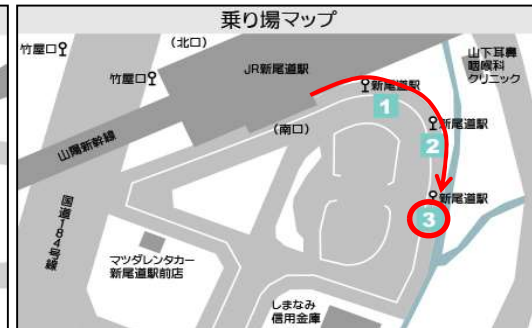 乗り場マップ
(北口)
竹屋口
竹屋口
JR新尾道駅
山下耳鼻
咽喉科
クリニック
新尾道駅
1
新尾道駅
2
(南口)
山陽新幹線
新尾道駅
3
国道184号線
マツダレンタカー
新尾道駅前店
しまなみ
信用金庫